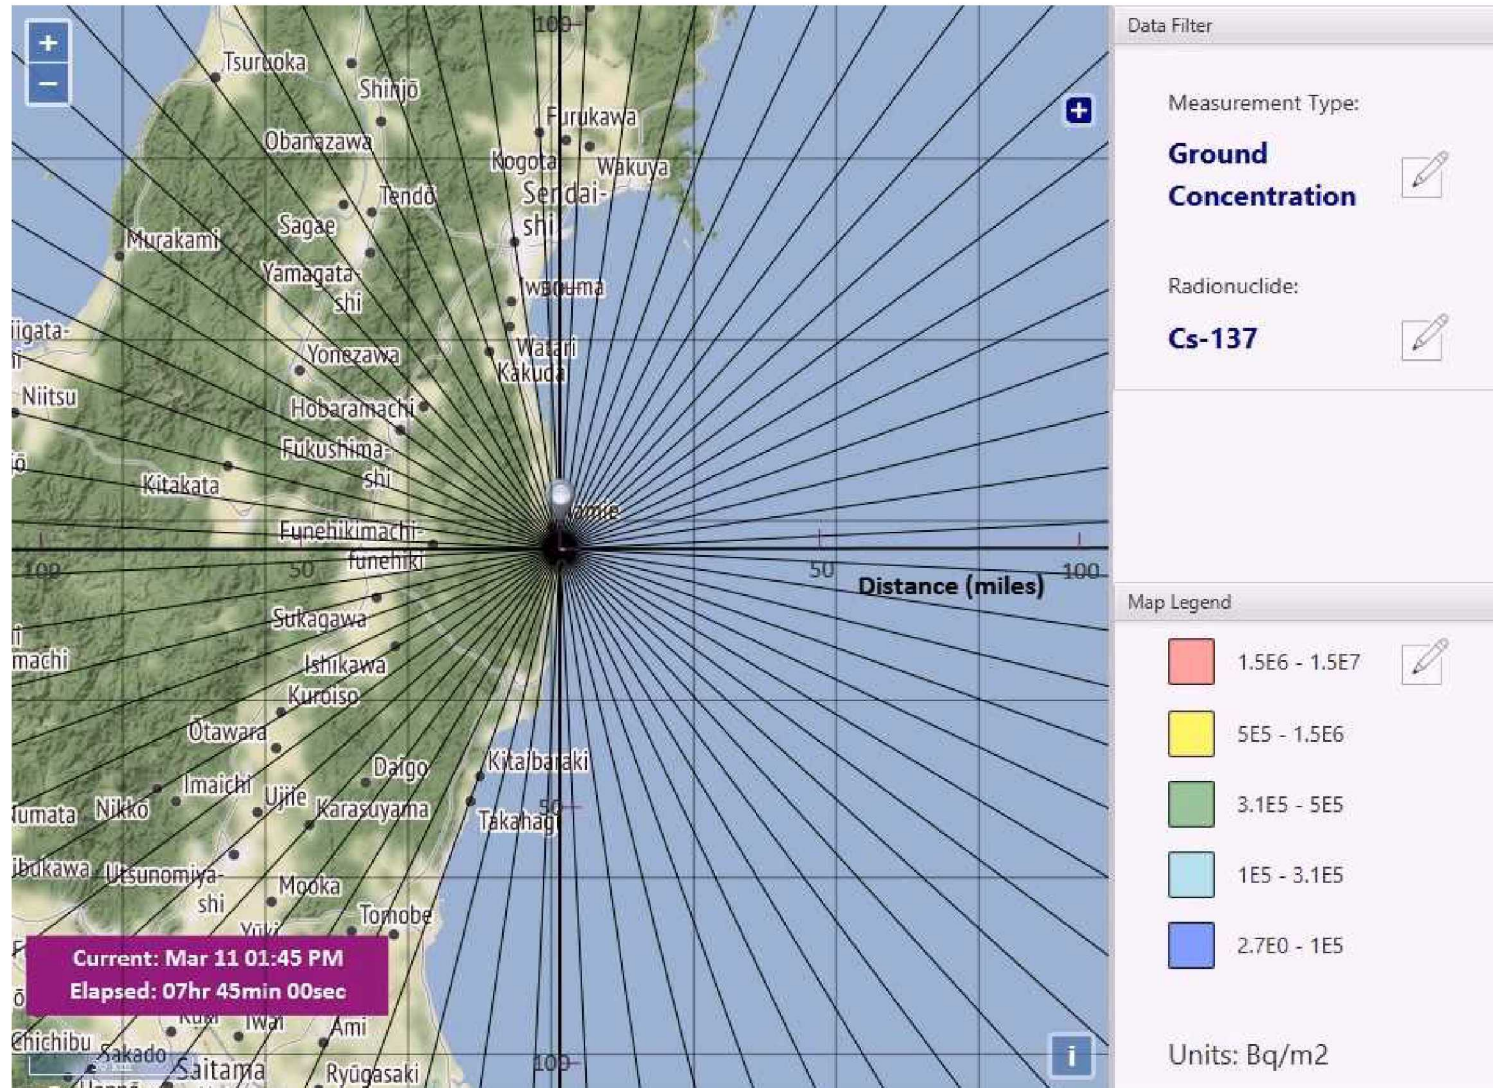 +
−
100
Tsuruoka
Shinjō
Furukawa
Obanazawa
Kogota
Wakuya
Tendō
Sendai-
shi
Sagae
Murakami
Yamagata-
shi
Iwanuma
iigata-
Watari
Yonezawa
Kakuda
Niitsu
Hobaramachi
Fukushima-
shi
Kitakata
Funehikimachi-
funehiki
100
50
50
100
Distance (miles)
Sukagawa
machi
Ishikawa
Kuroiso
Ōtawara
Daigo
Kitaibaraki
Imaichi
Ujiie
Nikkō
Karasuyama
50
Takahagi
Utsunomiya-
shi
Mooka
Tomobe
Yūki
Current: Mar 11 01:45 PM
Elapsed: 07hr 45min 00sec
Iwai
Ami
Chichibu
Sakado
Saitama
Ryūgasaki
100
i
Data Filter
+
Measurement Type:
Ground
Concentration
Radionuclide:
Cs-137
Map Legend
1.5E6 - 1.5E7
5E5 - 1.5E6
3.1E5 - 5E5
1E5 - 3.1E5
2.7E0 - 1E5
Units: Bq/m2